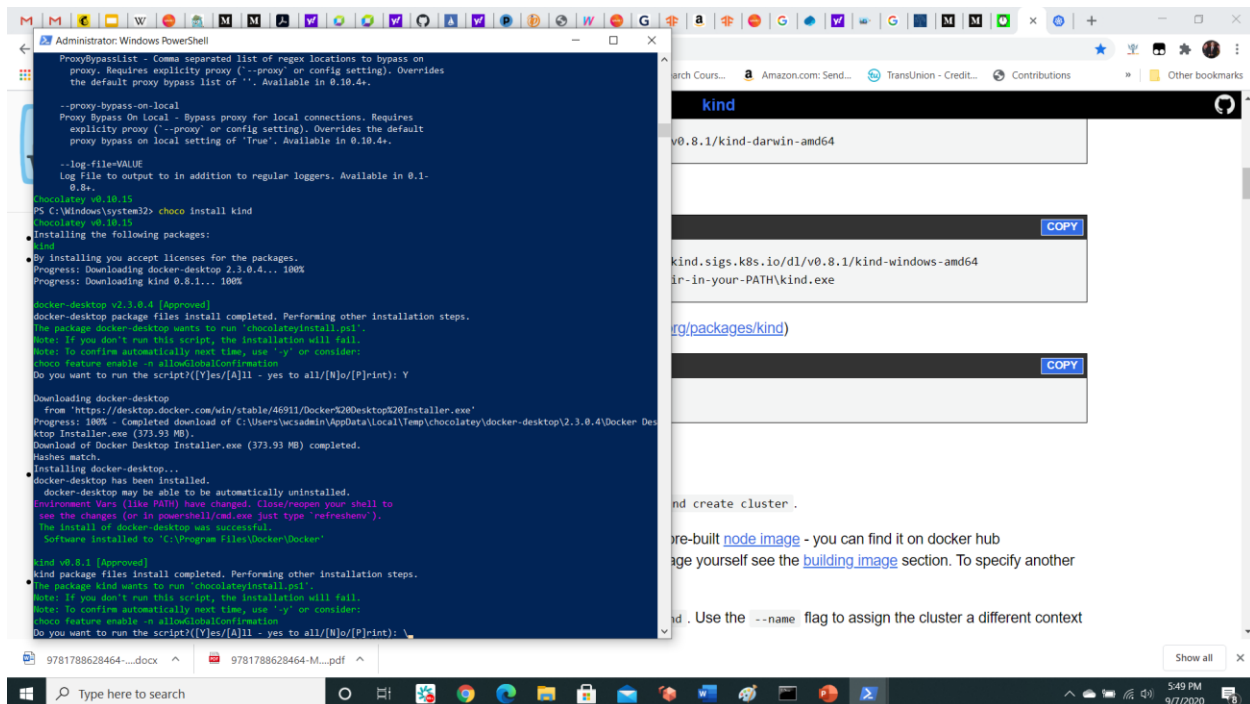 Administrator: Windows PowerShell
ProxyBypassList - Comma separated list of regex locations to bypass on
proxy. Requires explicity proxy (`--proxy` or config setting). Overrides
the default proxy bypass list of ''. Available in 0.10.4+.
--proxy-bypass-on-local
Proxy Bypass On Local - Bypass proxy for local connections. Requires
explicity proxy (`--proxy` or config setting). Overrides the default
proxy bypass on local setting of 'True'. Available in 0.10.4+.
--log-file=VALUE
Log File to output to in addition to regular loggers. Available in 0.1-
0.8+.
Chocolatey v0.10.15
PS C:\Windows\system32> choco install kind
Chocolatey v0.10.15
Installing the following packages:
kind
By installing you accept licenses for the packages.
Progress: Downloading docker-desktop 2.3.0.4... 100%
Progress: Downloading kind 0.8.1... 100%
docker-desktop v2.3.0.4 [Approved]
docker-desktop package files install completed. Performing other installation steps.
The package docker-desktop wants to run 'chocolateyinstall.ps1'.
Note: If you don't run this script, the installation will fail.
Note: To confirm automatically next time, use '-y' or consider:
choco feature enable -n allowGlobalConfirmation
Do you want to run the script?([Y]es/[A]ll - yes to all/[N]o/[P]rint): Y
Downloading docker-desktop
from 'https://desktop.docker.com/win/stable/46911/Docker%20Desktop%20Installer.exe'
Progress: 100% - Completed download of C:\Users\wcsadmin\AppData\Local\Temp\chocolatey\docker-desktop\2.3.0.4\Docker Des
ktop Installer.exe (373.93 MB).
Download of Docker Desktop Installer.exe (373.93 MB) completed.
Hashes match.
Installing docker-desktop...
docker-desktop has been installed.
docker-desktop may be able to be automatically uninstalled.
Environment Vars (like PATH) have changed. Close/reopen your shell to
see the changes (or in powershell/cmd.exe just type `refreshenv`).
The install of docker-desktop was successful.
Software installed to 'C:\Program Files\Docker\Docker'
kind v0.8.1 [Approved]
kind package files install completed. Performing other installation steps.
The package kind wants to run 'chocolateyinstall.ps1'.
Note: If you don't run this script, the installation will fail.
Note: To confirm automatically next time, use '-y' or consider:
choco feature enable -n allowGlobalConfirmation
Do you want to run the script?([Y]es/[A]ll - yes to all/[N]o/[P]rint): \
arch Cours... Amazon.com: Send... TransUnion - Credit... Contributions » Other bookmarks
kind
v0.8.1/kind-darwin-amd64
COPY
kind.sigs.k8s.io/dl/v0.8.1/kind-windows-amd64
ir-in-your-PATH\kind.exe
org/packages/kind)
COPY
nd create cluster .
pre-built node image - you can find it on docker hub
age yourself see the building image section. To specify another
nd . Use the --name flag to assign the cluster a different context
9781788628464-....docx
9781788628464-M....pdf
Show all
Type here to search
5:49 PM
9/7/2020
8